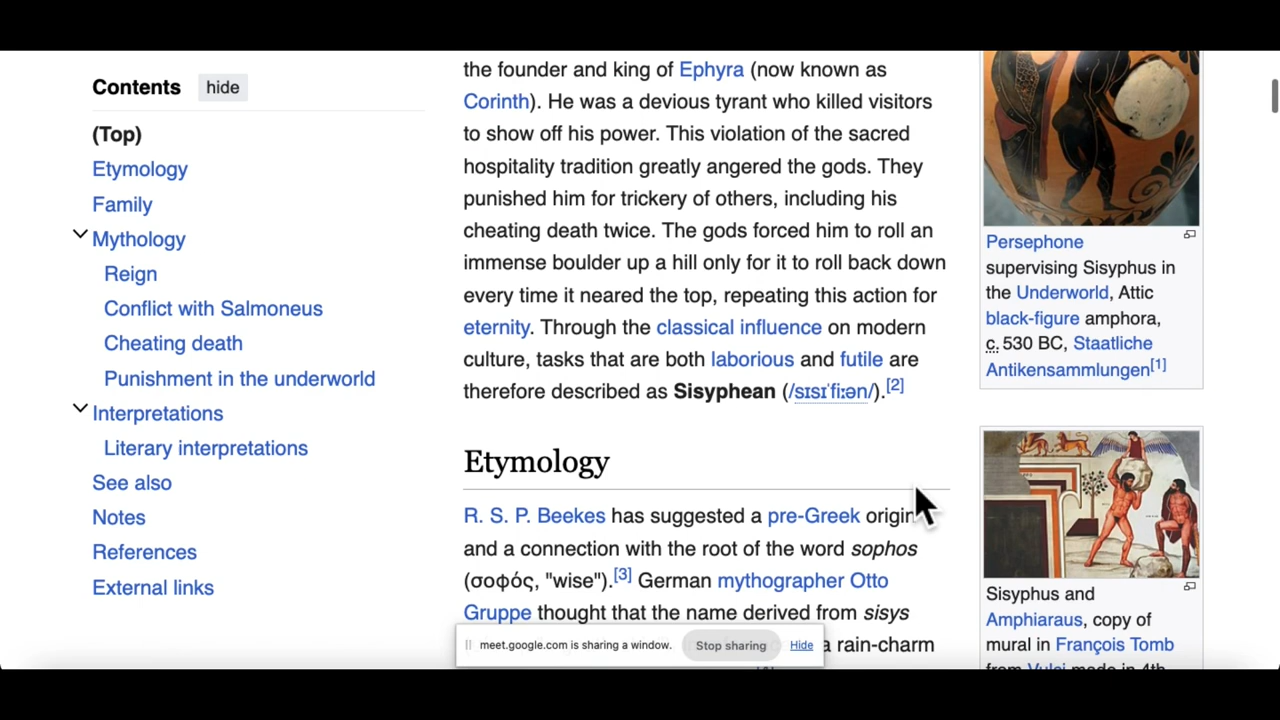 Contents hide
(Top)
Etymology
Family
Mythology
Reign
Conflict with Salmoneus
Cheating death
Punishment in the underworld
Interpretations
Literary interpretations
See also
Notes
References
External links
the founder and king of Ephyra (now known as
Corinth). He was a devious tyrant who killed visitors
to show off his power. This violation of the sacred
hospitality tradition greatly angered the gods. They
punished him for trickery of others, including his
cheating death twice. The gods forced him to roll an
immense boulder up a hill only for it to roll back down
every time it neared the top, repeating this action for
eternity. Through the classical influence on modern
culture, tasks that are both laborious and futile are
therefore described as Sisyphean (/sɪsɪˈfiːən/).[2]
Etymology
R. S. P. Beekes has suggested a pre-Greek origin
and a connection with the root of the word sophos
(σοφός, "wise").[3] German mythographer Otto
Gruppe thought that the name derived from sisys
a rain-charm
meet.google.com is sharing a window. Stop sharing Hide
Persephone
supervising Sisyphus in
the Underworld, Attic
black-figure amphora,
c. 530 BC, Staatliche
Antikensammlungen[1]
Sisyphus and
Amphiaraus, copy of
mural in François Tomb
from Vulci made in 4th